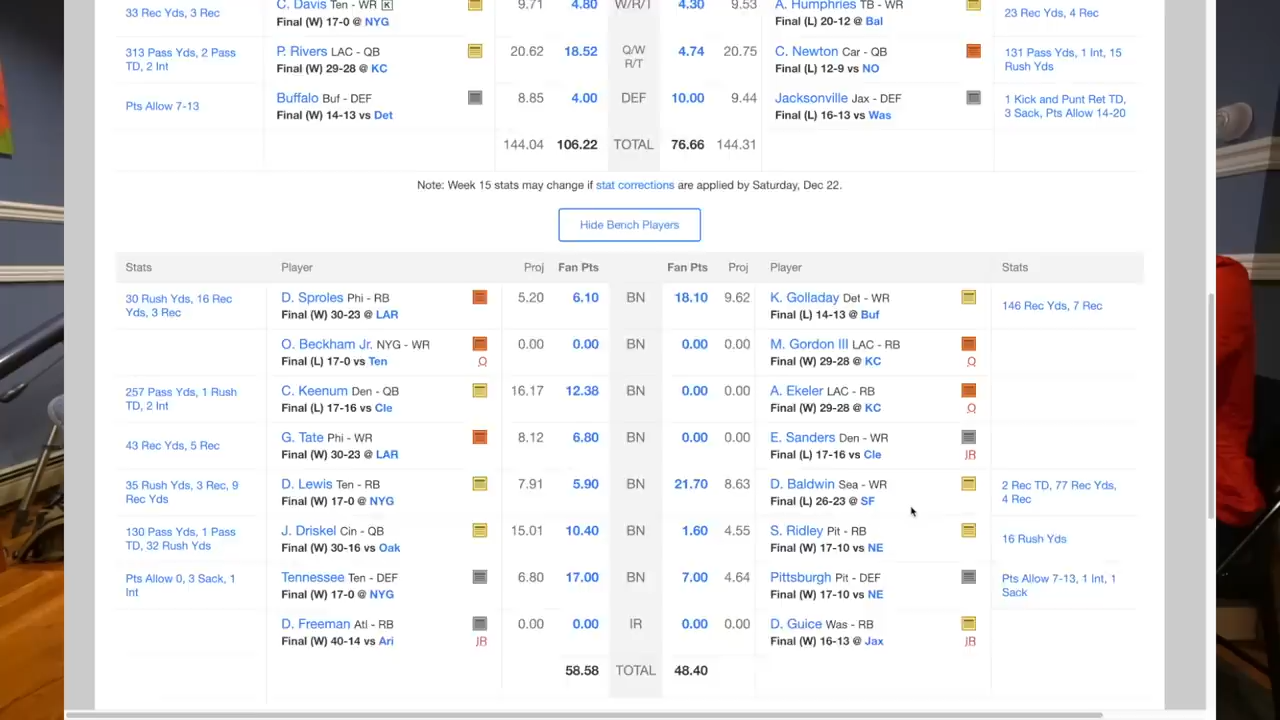 33 Rec Yds, 3 Rec
C. Davis Ten - WR K
Final (W) 17-0 @ NYG
9.71 4.80 W/R/T 4.30 9.53
A. Humphries TB - WR
Final (L) 20-12 @ Bal
23 Rec Yds, 4 Rec
313 Pass Yds, 2 Pass
TD, 2 Int
P. Rivers LAC - QB
Final (W) 29-28 @ KC
20.62 18.52 Q/W
R/T 4.74 20.75
C. Newton Car - QB
Final (L) 12-9 vs NO
131 Pass Yds, 1 Int, 15
Rush Yds
Pts Allow 7-13
Buffalo Buf - DEF
Final (W) 14-13 vs Det
8.85 4.00 DEF 10.00 9.44
Jacksonville Jax - DEF
Final (L) 16-13 vs Was
1 Kick and Punt Ret TD,
3 Sack, Pts Allow 14-20
144.04 106.22 TOTAL 76.66 144.31
Note: Week 15 stats may change if stat corrections are applied by Saturday, Dec 22.
Hide Bench Players
Stats Player Proj Fan Pts Fan Pts Proj Player Stats
30 Rush Yds, 16 Rec
Yds, 3 Rec
D. Sproles Phi - RB
Final (W) 30-23 @ LAR
5.20 6.10 BN 18.10 9.62
K. Golladay Det - WR
Final (L) 14-13 @ Buf
146 Rec Yds, 7 Rec
O. Beckham Jr. NYG - WR
Final (L) 17-0 vs Ten
Q
0.00 0.00 BN 0.00 0.00
M. Gordon III LAC - RB
Final (W) 29-28 @ KC
Q
257 Pass Yds, 1 Rush
TD, 2 Int
C. Keenum Den - QB
Final (L) 17-16 vs Cle
16.17 12.38 BN 0.00 0.00
A. Ekeler LAC - RB
Final (W) 29-28 @ KC
Q
43 Rec Yds, 5 Rec
G. Tate Phi - WR
Final (W) 30-23 @ LAR
8.12 6.80 BN 0.00 0.00
E. Sanders Den - WR
Final (L) 17-16 vs Cle
IR
35 Rush Yds, 3 Rec, 9
Rec Yds
D. Lewis Ten - RB
Final (W) 17-0 @ NYG
7.91 5.90 BN 21.70 8.63
D. Baldwin Sea - WR
Final (L) 26-23 @ SF
2 Rec TD, 77 Rec Yds,
4 Rec
130 Pass Yds, 1 Pass
TD, 32 Rush Yds
J. Driskel Cin - QB
Final (W) 30-16 vs Oak
15.01 10.40 BN 1.60 4.55
S. Ridley Pit - RB
Final (W) 17-10 vs NE
16 Rush Yds
Pts Allow 0, 3 Sack, 1
Int
Tennessee Ten - DEF
Final (W) 17-0 @ NYG
6.80 17.00 BN 7.00 4.64
Pittsburgh Pit - DEF
Final (W) 17-10 vs NE
Pts Allow 7-13, 1 Int, 1
Sack
D. Freeman Atl - RB
Final (W) 40-14 vs Ari
IR
0.00 0.00 IR 0.00 0.00
D. Guice Was - RB
Final (W) 16-13 @ Jax
IR
58.58 TOTAL 48.40